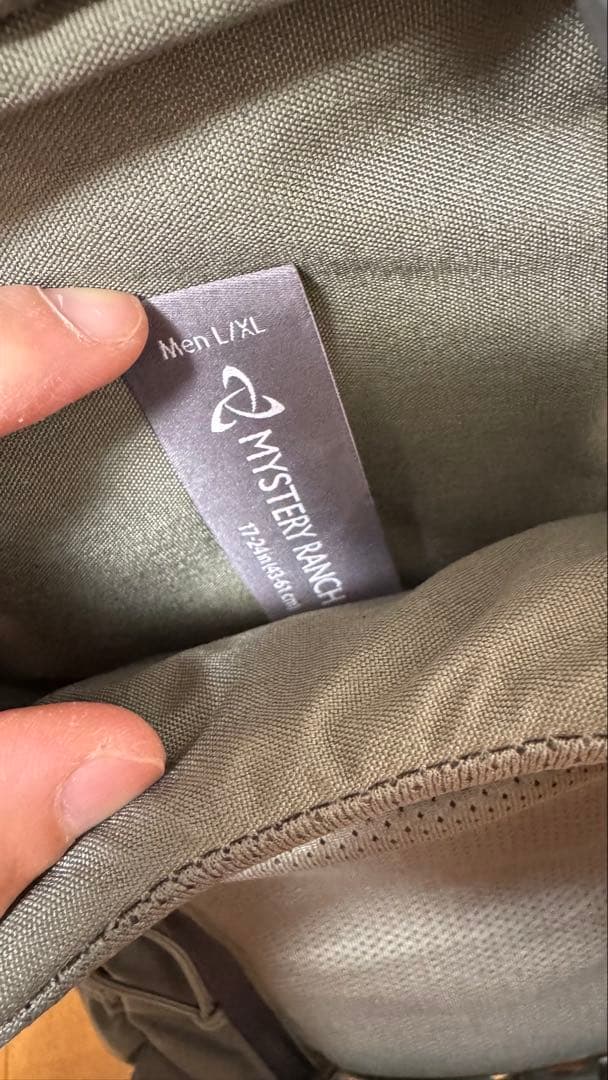 Men L/XL
MYSTERY RANCH
17-24in(43-61cm)